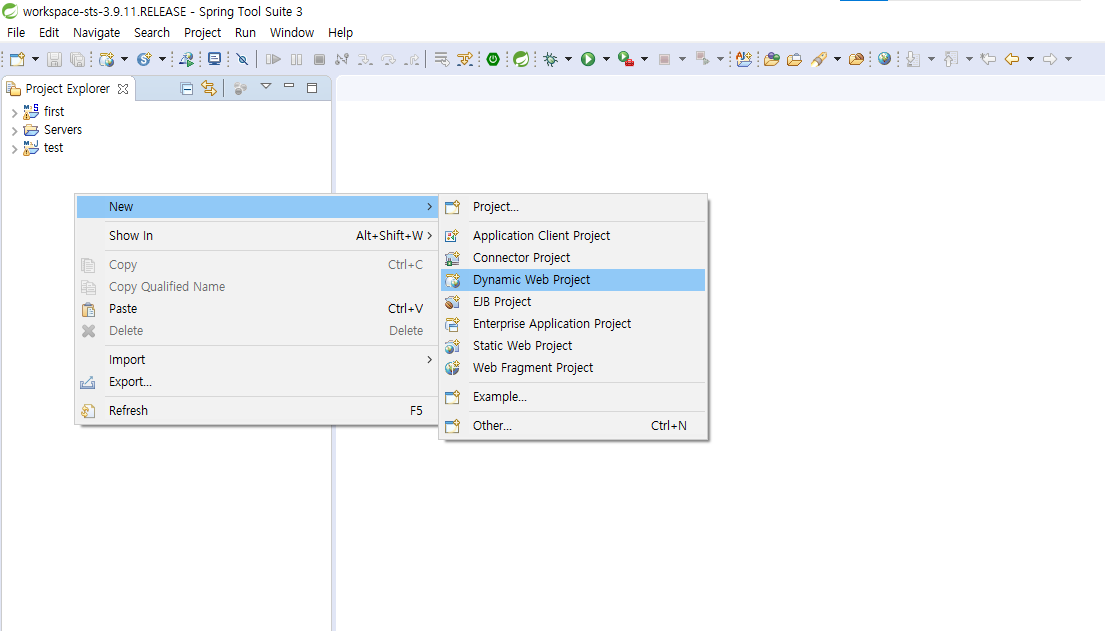 workspace-sts-3.9.11.RELEASE - Spring Tool Suite 3
File Edit Navigate Search Project Run Window Help
Project Explorer
first
Servers
test
New
Show In Alt+Shift+W
Copy Ctrl+C
Copy Qualified Name
Paste Ctrl+V
Delete Delete
Import
Export...
Refresh F5
Project...
Application Client Project
Connector Project
Dynamic Web Project
EJB Project
Enterprise Application Project
Static Web Project
Web Fragment Project
Example...
Other... Ctrl+N